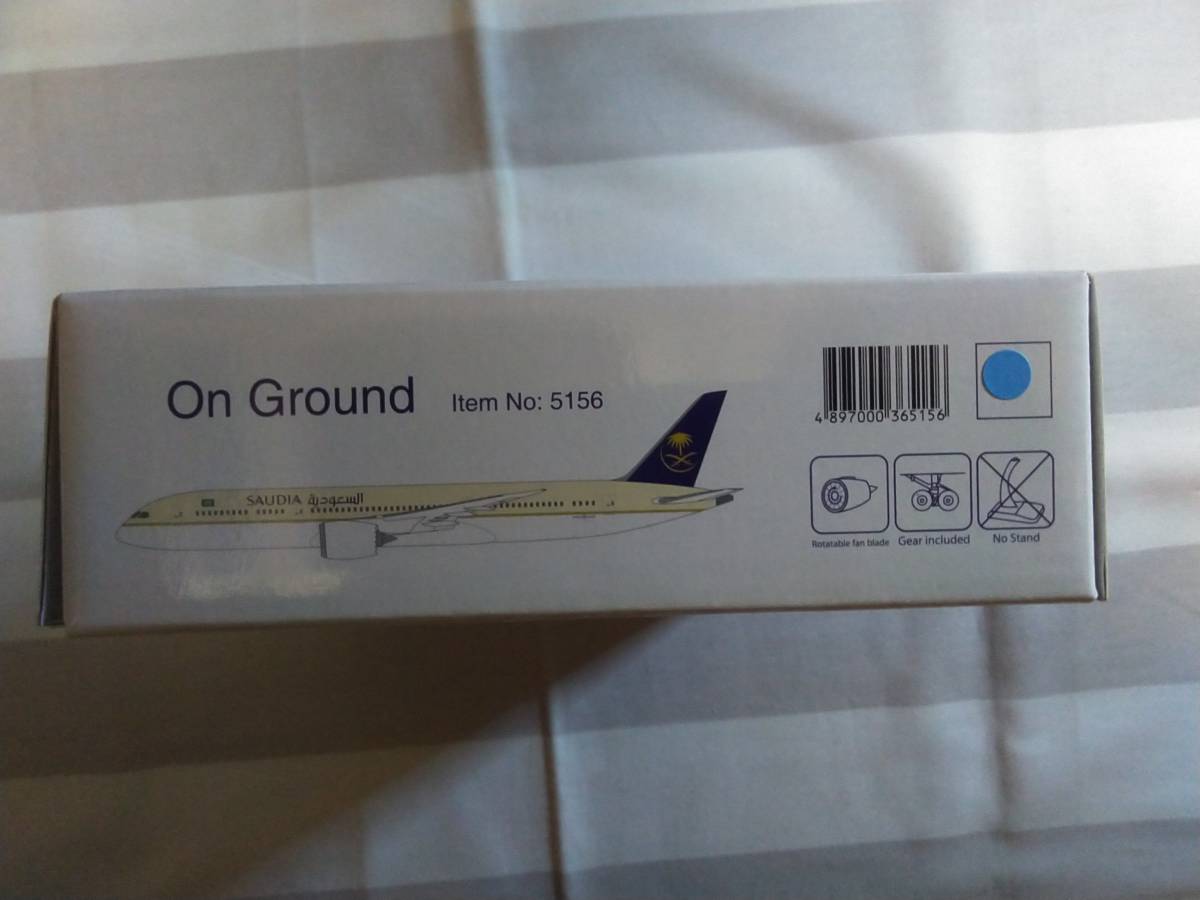 On Ground
Item No: 5156
SAUDIA السعودية
4 897000 365156
Rotatable fan blade
Gear included
No Stand